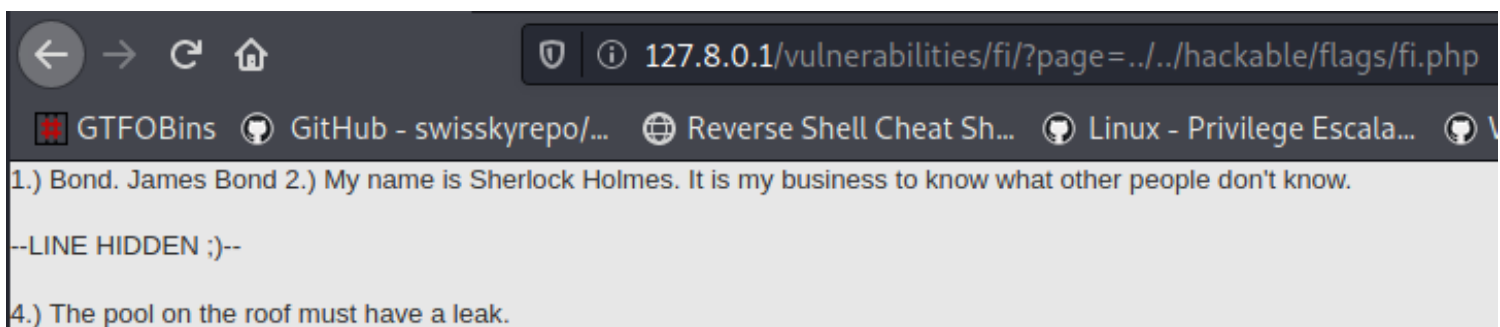 127.8.0.1/vulnerabilities/fi/?page=../../hackable/flags/fi.php
GTFOBins GitHub - swisskyrepo/... Reverse Shell Cheat Sh... Linux - Privilege Escala...
1.) Bond. James Bond 2.) My name is Sherlock Holmes. It is my business to know what other people don't know.
--LINE HIDDEN ;)--
4.) The pool on the roof must have a leak.